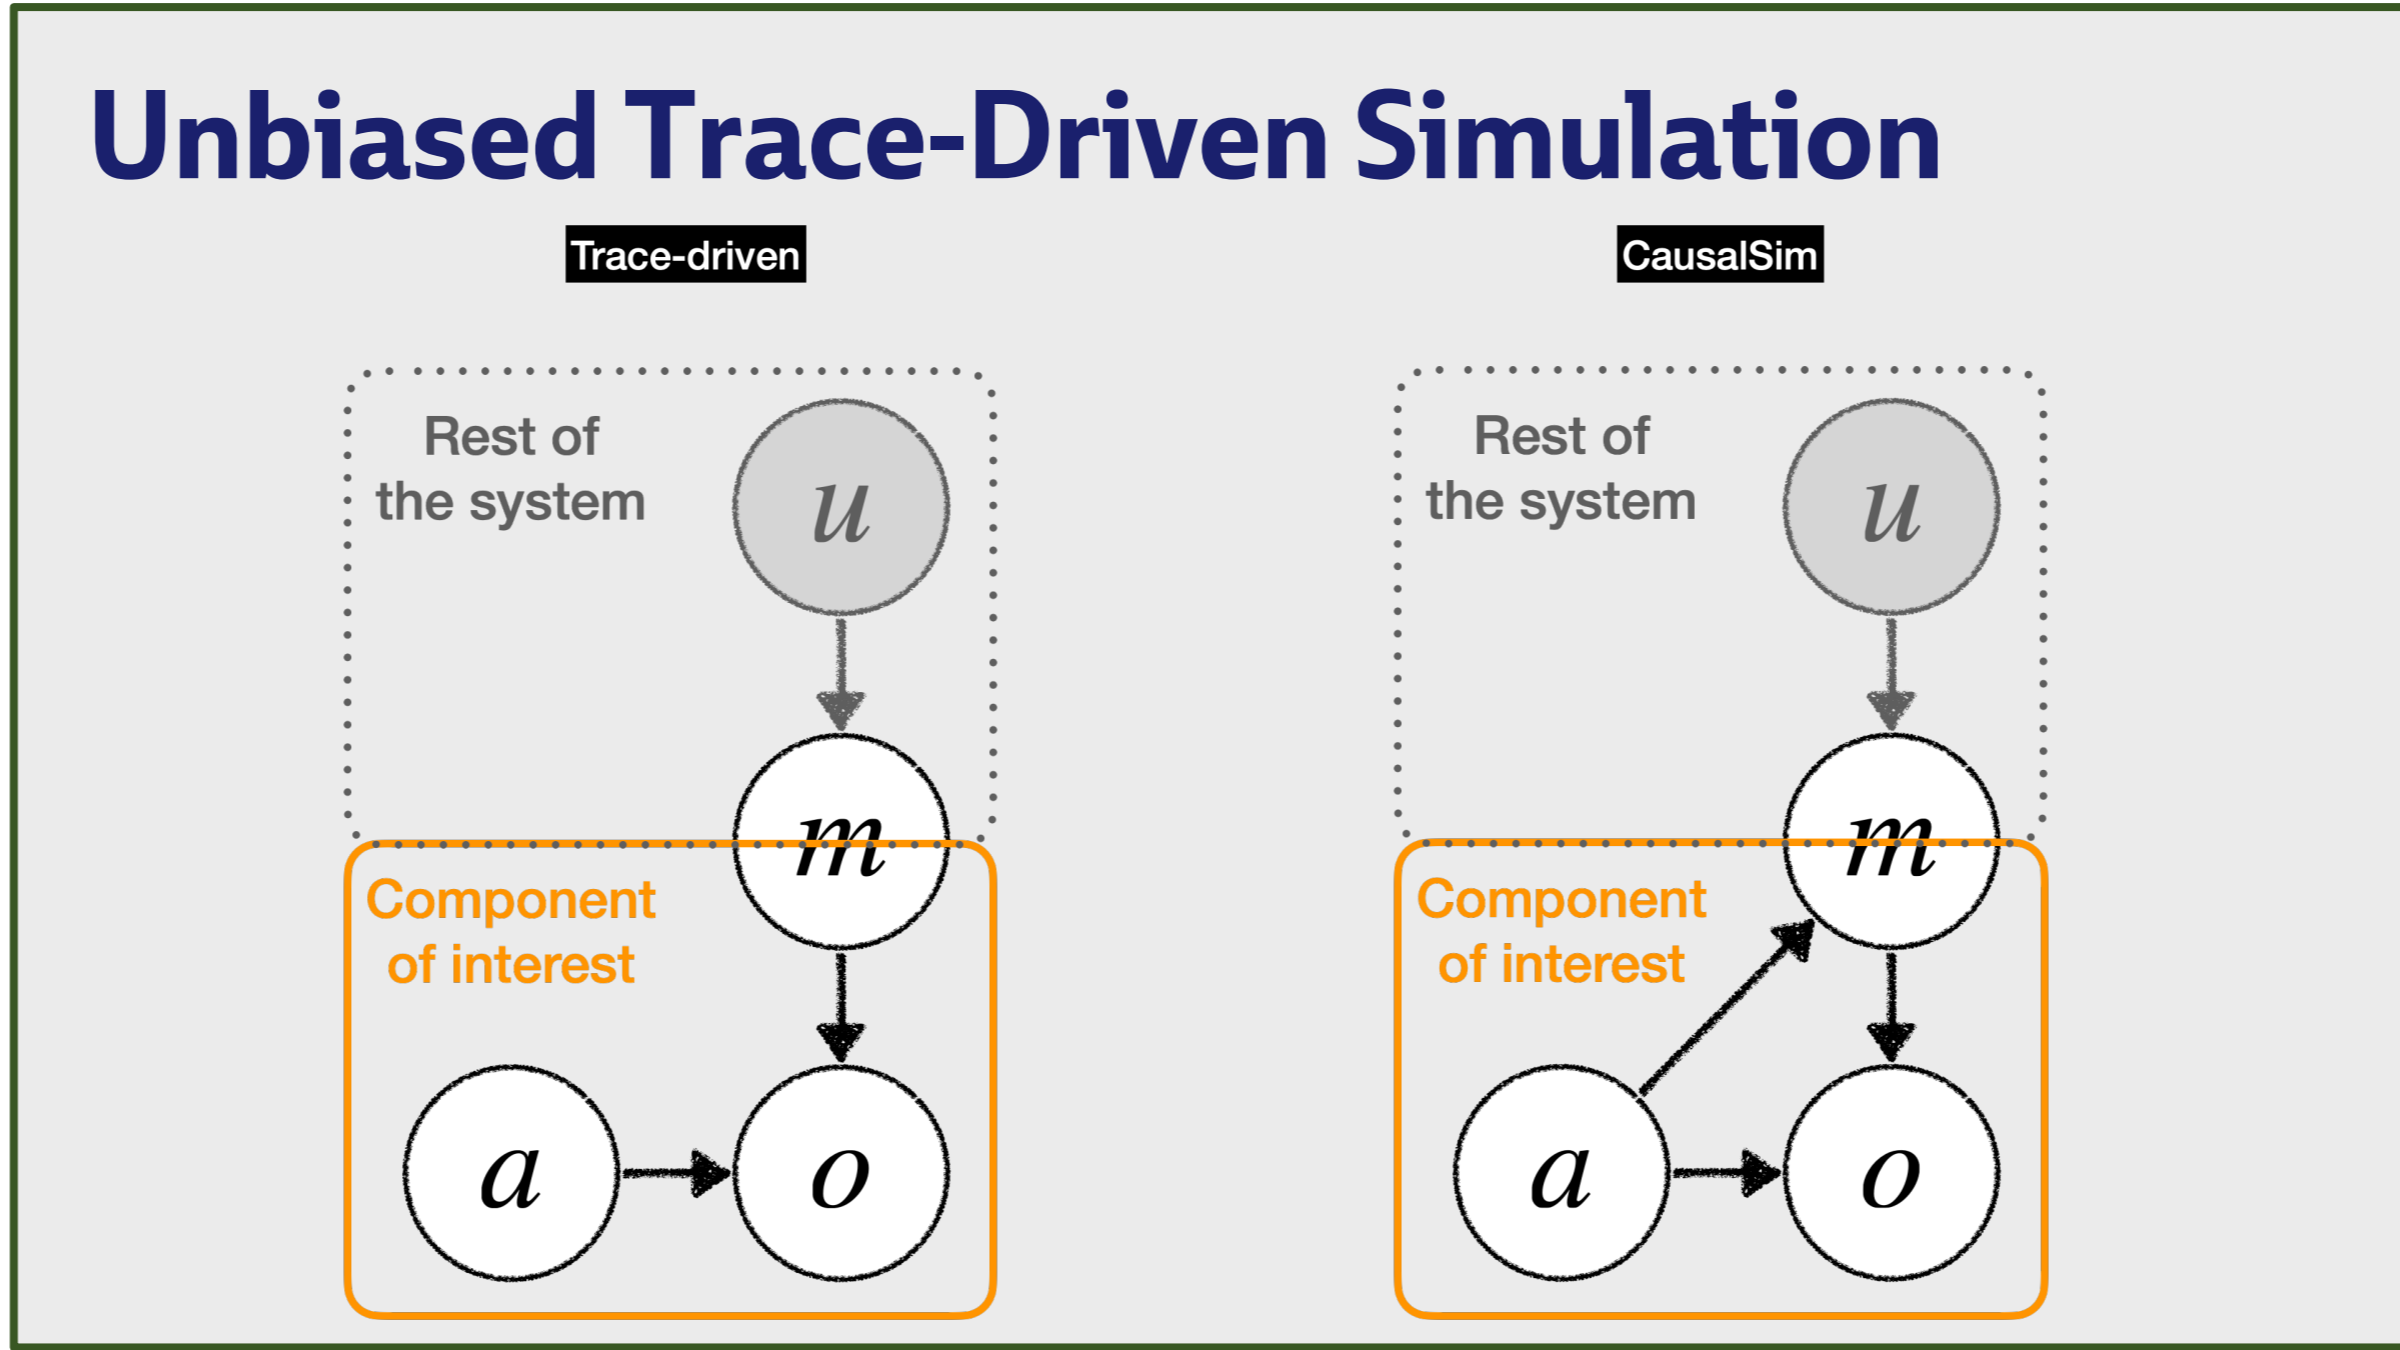 Unbiased Trace-Driven Simulation
Trace-driven
Rest of
the system
u
m
Component
of interest
a
o
CausalSim
Rest of
the system
u
m
Component
of interest
a
o